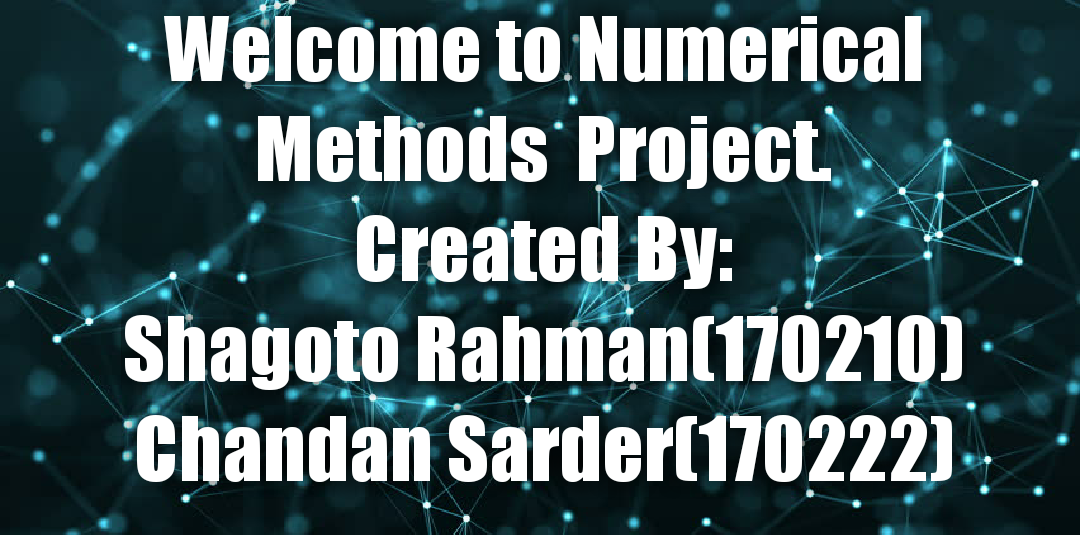 Welcome to Numerical
Methods  Project.
Created By:
Shagoto Rahman(170210)
Chandan Sarder(170222)